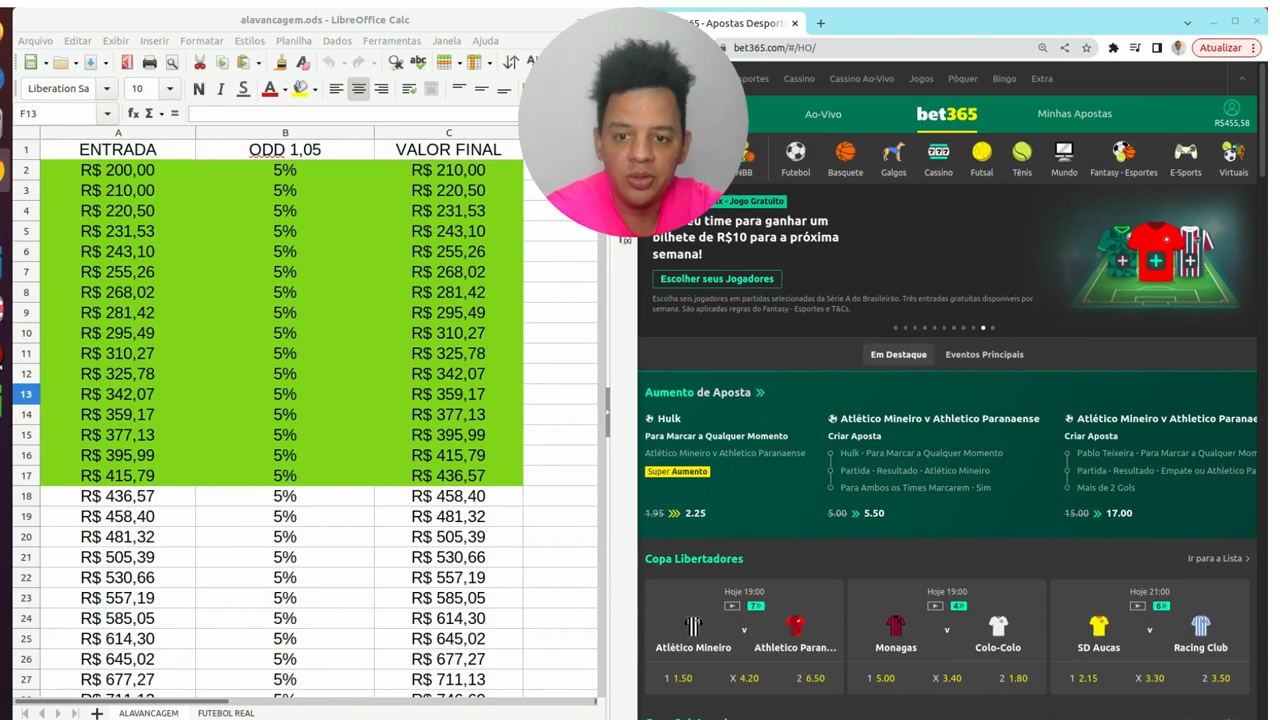 alavancagem.ods - LibreOffice Calc
Arquivo Editar Exibir Inserir Formatar Estilos Planilha Dados Ferramentas Janela Ajuda
Liberation Sa 10
N I S A
F13 fx Σ =
A B C
1 ENTRADA ODD 1,05 VALOR FINAL
2 R$ 200,00 5% R$ 210,00
3 R$ 210,00 5% R$ 220,50
4 R$ 220,50 5% R$ 231,53
5 R$ 231,53 5% R$ 243,10
6 R$ 243,10 5% R$ 255,26
7 R$ 255,26 5% R$ 268,02
8 R$ 268,02 5% R$ 281,42
9 R$ 281,42 5% R$ 295,49
10 R$ 295,49 5% R$ 310,27
11 R$ 310,27 5% R$ 325,78
12 R$ 325,78 5% R$ 342,07
13 R$ 342,07 5% R$ 359,17
14 R$ 359,17 5% R$ 377,13
15 R$ 377,13 5% R$ 395,99
16 R$ 395,99 5% R$ 415,79
17 R$ 415,79 5% R$ 436,57
18 R$ 436,57 5% R$ 458,40
19 R$ 458,40 5% R$ 481,32
20 R$ 481,32 5% R$ 505,39
21 R$ 505,39 5% R$ 530,66
22 R$ 530,66 5% R$ 557,19
23 R$ 557,19 5% R$ 585,05
24 R$ 585,05 5% R$ 614,30
25 R$ 614,30 5% R$ 645,02
26 R$ 645,02 5% R$ 677,27
27 R$ 677,27 5% R$ 711,13
ALAVANCAGEM FUTEBOL REAL
- Apostas Desport
bet365.com/#/HO/ Atualizar
Cassino Cassino Ao-Vivo Jogos Pôquer Bingo Extra
Ao-Vivo bet365 Minhas Apostas
R$455,58
NBB Futebol Basquete Galgos Cassino Futsal Tênis Mundo Fantasy - Esportes E-Sports Virtuais
- Jogo Gratuito
time para ganhar um
bilhete de R$10 para a próxima
semana!
Escolher seus Jogadores
Escolha seis jogadores em partidas selecionadas da Série A do Brasileirão. Três entradas gratuitas disponíveis por
semana. São aplicadas regras do Fantasy - Esportes e T&Cs.
Em Destaque Eventos Principais
Aumento de Aposta
Hulk
Para Marcar a Qualquer Momento
Atlético Mineiro v Athletico Paranaense
Super Aumento
1.95 2.25
Atlético Mineiro v Athletico Paranaense
Criar Aposta
Hulk - Para Marcar a Qualquer Momento
Partida - Resultado - Atlético Mineiro
Para Ambos os Times Marcarem - Sim
5.00 5.50
Atlético Mineiro v Athletico Parana
Criar Aposta
Pablo Teixeira - Para Marcar a Qualquer Mom
Partida - Resultado - Empate ou Athletico Pa
Mais de 2 Gols
15.00 17.00
Copa Libertadores Ir para a Lista
Hoje 19:00
7
v
Atlético Mineiro Athletico Paran...
1 1.50 X 4.20 2 6.50
Hoje 19:00
4
v
Monagas Colo-Colo
1 5.00 X 3.40 2 1.80
Hoje 21:00
6
v
SD Aucas Racing Club
1 2.15 X 3.30 2 3.50